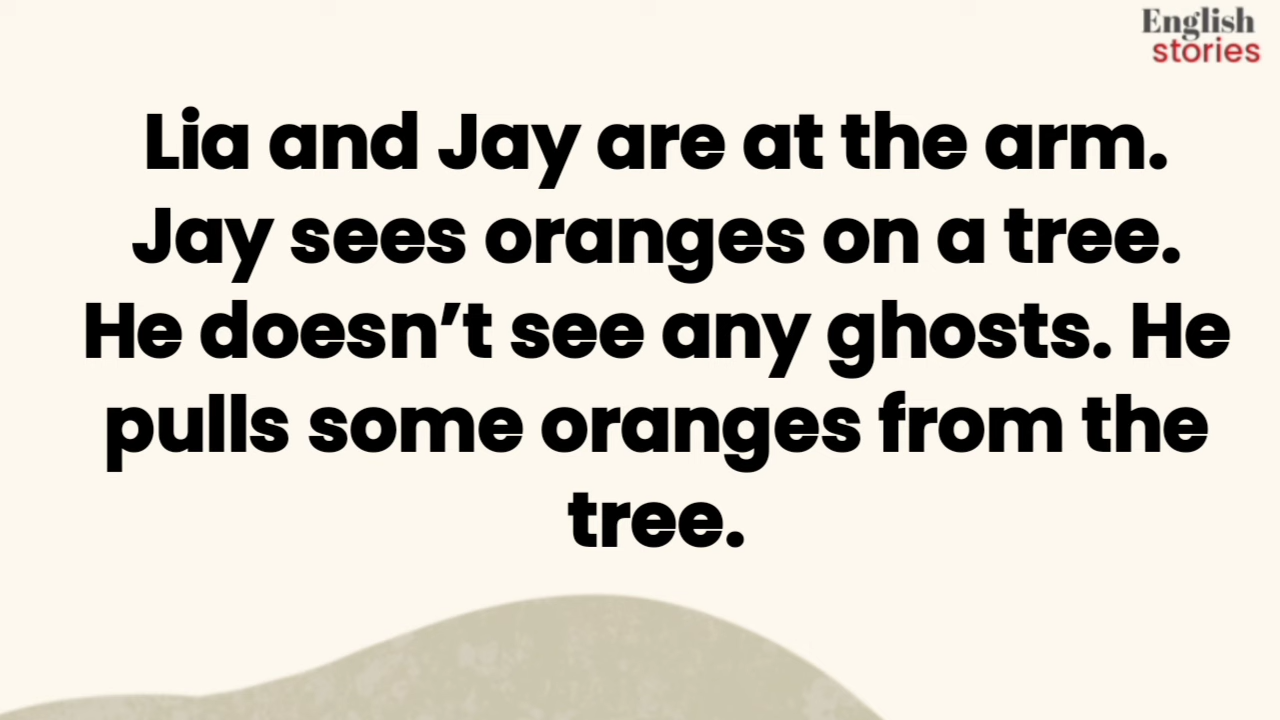 English
stories
Lia and Jay are at the arm.
Jay sees oranges on a tree.
He doesn’t see any ghosts. He
pulls some oranges from the
tree.